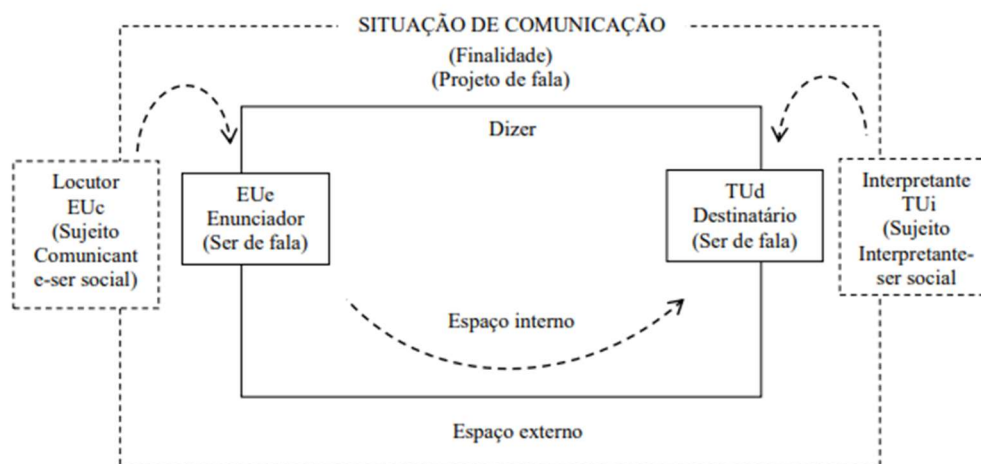 SITUAÇÃO DE COMUNICAÇÃO
(Finalidade)
(Projeto de fala)
Dizer
Locutor
EUc
(Sujeito
Comunicant
e-ser social)
EUe
Enunciador
(Ser de fala)
TUd
Destinatário
(Ser de fala)
Interpretante
TUi
(Sujeito
Interpretante-
ser social
Espaço interno
Espaço externo